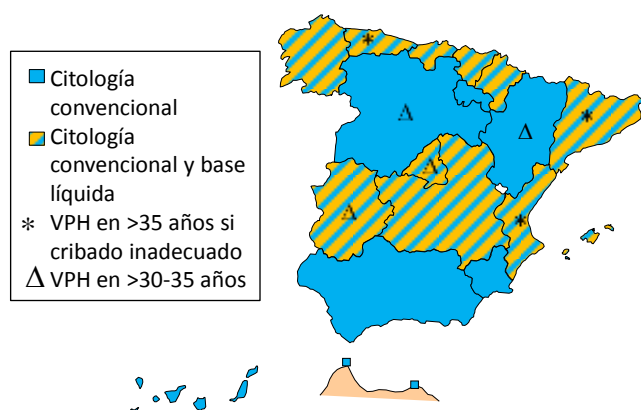 Citología
convencional
Citología
convencional y base
líquida
* VPH en >35 años si
cribado inadecuado
Δ VPH en >30-35 años
*
Δ
Δ
*
Δ
Δ
*